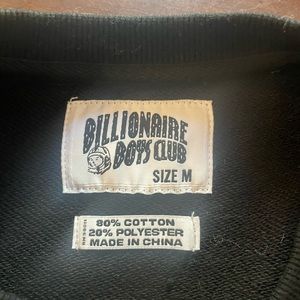 BILLIONAIRE
BOYS CLUB
SIZE M
80% COTTON
20% POLYESTER
MADE IN CHINA